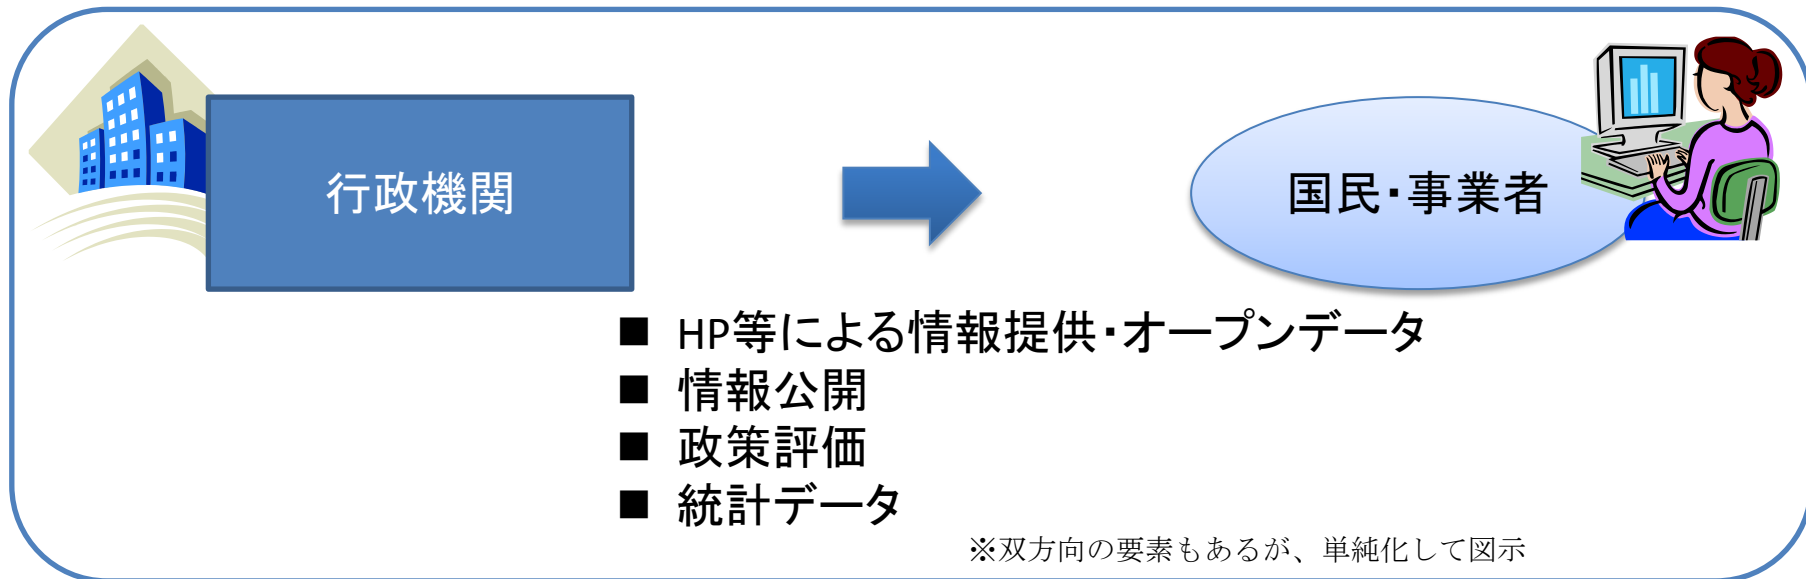 行政機関
国民・事業者
■ HP等による情報提供・オープンデータ
■ 情報公開
■ 政策評価
■ 統計データ
※双方向の要素もあるが、単純化して図示